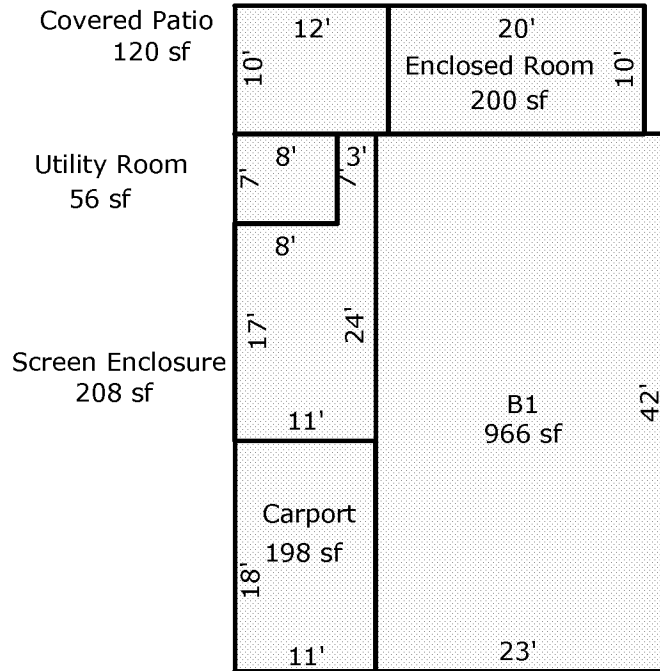 Covered Patio
120 sf
12'
10'
20'
Enclosed Room
200 sf
10'
Utility Room
56 sf
8'
7'
3'
7'
8'
17'
24'
Screen Enclosure
208 sf
11'
B1
966 sf
42'
Carport
198 sf
18'
11'
23'